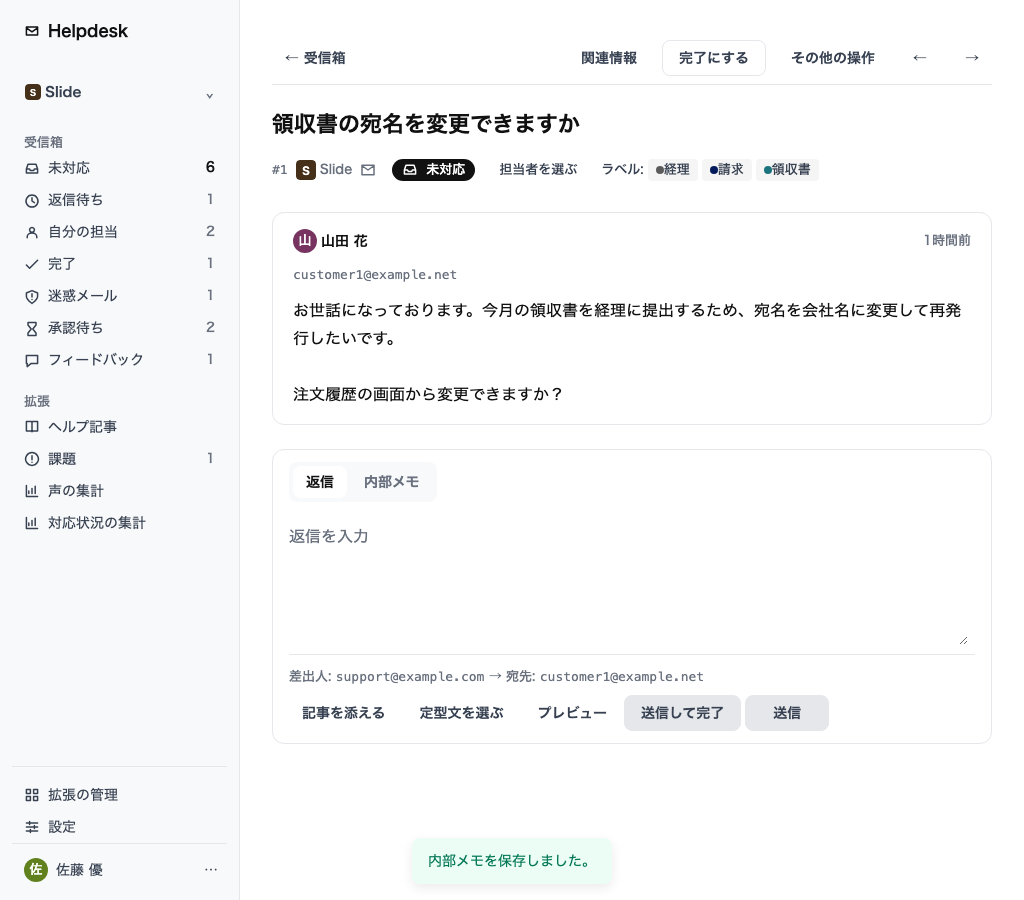 Helpdesk
S Slide
受信箱
未対応 6
返信待ち 1
自分の担当 2
完了 1
迷惑メール 1
承認待ち 2
フィードバック 1
拡張
ヘルプ記事
課題 1
声の集計
対応状況の集計
拡張の管理
設定
佐 佐藤 優 …
← 受信箱 関連情報 完了にする その他の操作 ← →
領収書の宛名を変更できますか
#1 S Slide 未対応 担当者を選ぶ ラベル: 経理 請求 領収書
山 山田 花 1時間前
customer1@example.net
お世話になっております。今月の領収書を経理に提出するため、宛名を会社名に変更して再発
行したいです。
注文履歴の画面から変更できますか？
返信 内部メモ
返信を入力
差出人: support@example.com → 宛先: customer1@example.net
記事を添える 定型文を選ぶ プレビュー 送信して完了 送信
内部メモを保存しました。